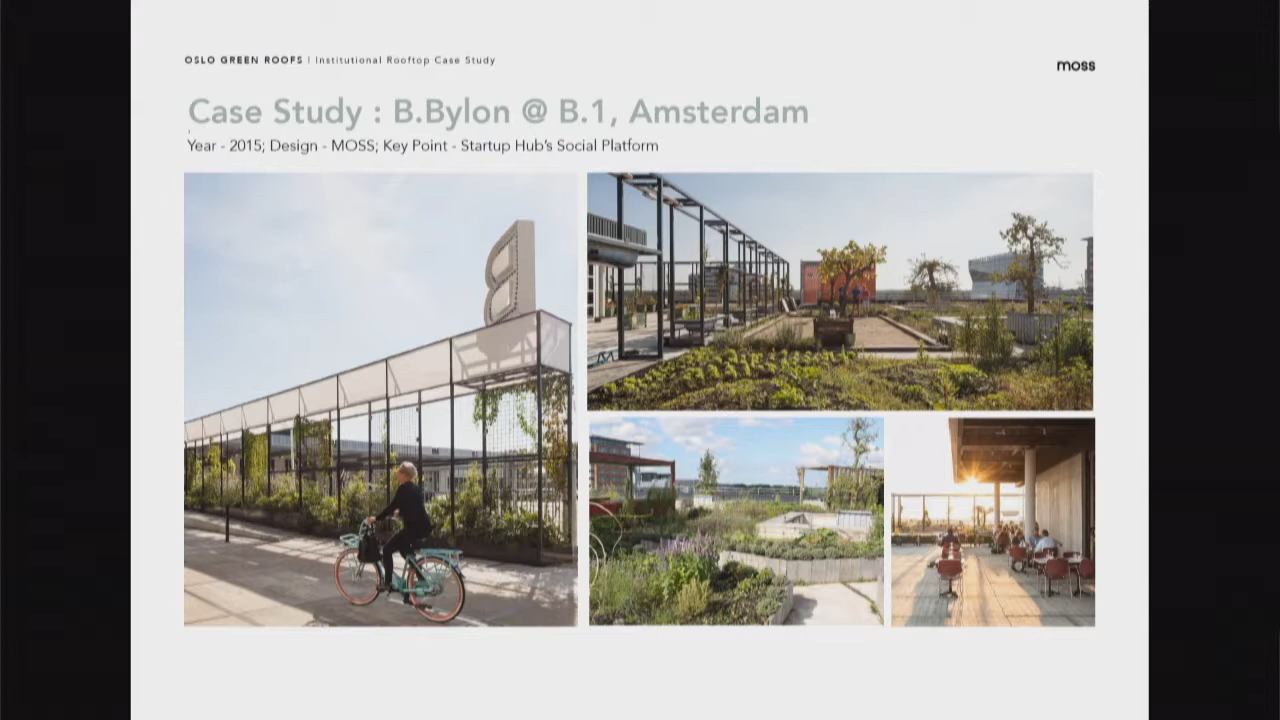 OSLO GREEN ROOFS | Institutional Rooftop Case Study
moss
Case Study : B.Bylon @ B.1, Amsterdam
Year - 2015; Design - MOSS; Key Point - Startup Hub's Social Platform
B